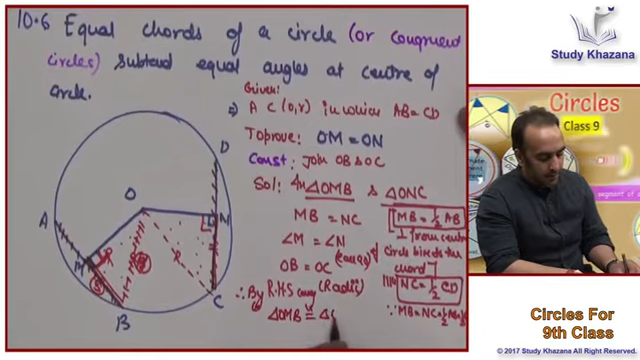 10.6 Equal chords of a circle (or congruent
circles) subtend equal angles at centre of
circle.
Given:
A C (O,r) in which AB = CD
To prove: OM = ON
Const: Join OB & OC
Sol: In △OMB & △ONC
MB = NC
[MB = 1/2 AB
⊥ from centre
∠M = ∠N
Circle bisects the
chord]
OB = OC
(Radii)
NC = 1/2 CD
∴ By R.H.S cong
∵ MB = NC
△OMB ≅ △
A
B
C
D
O
M
N
Study Khazana
Circles
Class 9
Circles For
9th Class